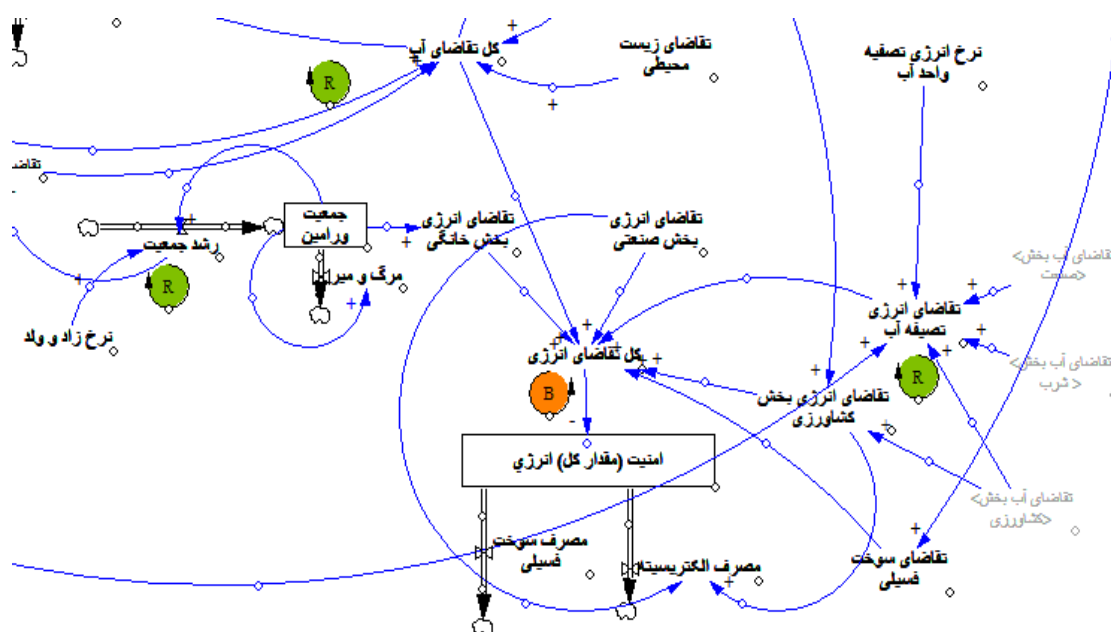 کل تقاضای آب
تقاضای زیست
محیطی
نرخ انرژی تصفیه
واحد آب
R
تقاضا
جمعیت
ورامین
تقاضای انرژی
بخش خانگی
تقاضای انرژی
بخش صنعتی
رشد جمعیت
مرگ و میر
R
نرخ زاد و ولد
<تقاضای آب بخش
صنعت>
تقاضای انرژی
تصیفه آب
کل تقاضای انرژی
<تقاضای آب بخش
شرب >
B
R
تقاضای انرژی بخش
کشاورزی
امنیت (مقدار کل) انرژي
<تقاضای آب بخش
کشاورزی>
مصرف سوخت
فسیلی
مصرف الکتریسیته
تقاضای سوخت
فسیلی